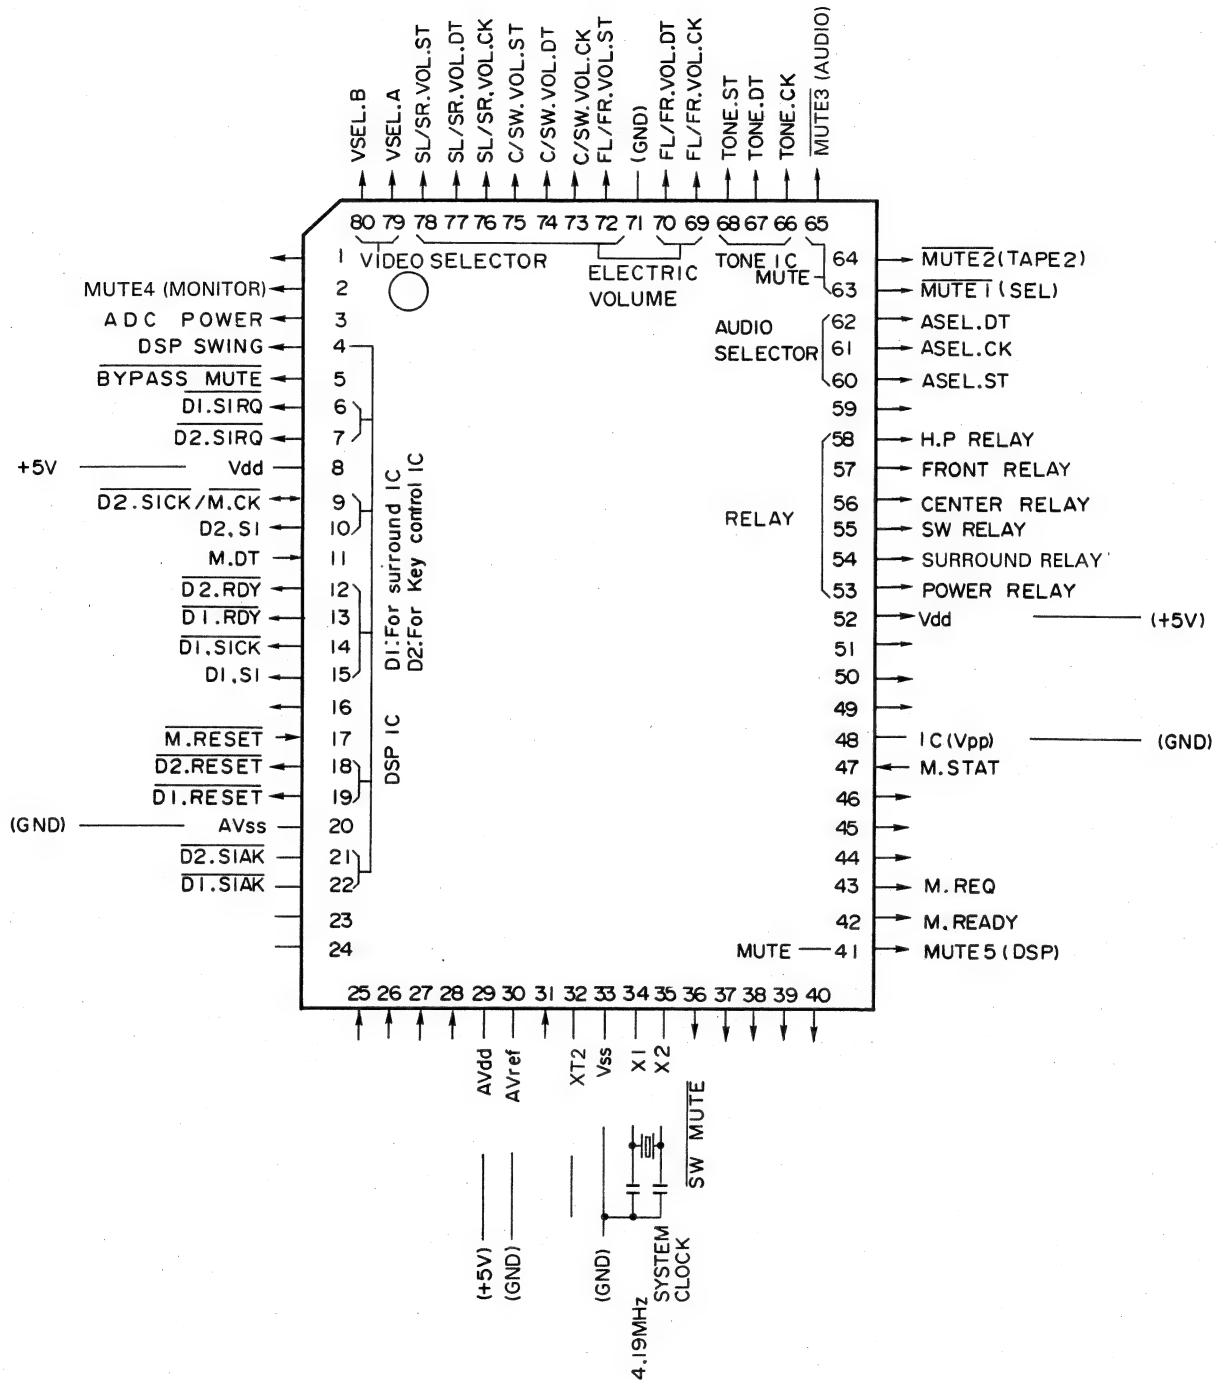 VSEL.B
VSEL.A
SL/SR.VOL.ST
SL/SR.VOL.DT
SL/SR.VOL.CK
C/SW.VOL.ST
C/SW.VOL.DT
C/SW.VOL.CK
FL/FR.VOL.ST
(GND)
FL/FR.VOL.DT
FL/FR.VOL.CK
TONE.ST
TONE.DT
TONE.CK
MUTE3 (AUDIO)
80 79 78 77 76 75 74 73 72 71 70 69 68 67 66 65
VIDEO SELECTOR
ELECTRIC
VOLUME
TONE IC
MUTE
AUDIO
SELECTOR
RELAY
MUTE
1
MUTE4 (MONITOR) 2
ADC POWER 3
DSP SWING 4
BYPASS MUTE 5
D1.SIRQ 6
D2.SIRQ 7
+5V Vdd 8
D2.SICK/M.CK 9
D2.SI 10
M.DT 11
D2.RDY 12
D1.RDY 13
D1.SICK 14
D1.SI 15
16
M.RESET 17
D2.RESET 18
D1.RESET 19
(GND) AVss 20
D2.SIAK 21
D1.SIAK 22
23
24
DSP IC
D1:For surround IC
D2:For Key control IC
64 MUTE2(TAPE2)
63 MUTE1(SEL)
62 ASEL.DT
61 ASEL.CK
60 ASEL.ST
59
58 H.P RELAY
57 FRONT RELAY
56 CENTER RELAY
55 SW RELAY
54 SURROUND RELAY
53 POWER RELAY
52 Vdd (+5V)
51
50
49
48 IC(Vpp) (GND)
47 M.STAT
46
45
44
43 M.REQ
42 M.READY
41 MUTE5(DSP)
25 26 27 28 29 30 31 32 33 34 35 36 37 38 39 40
AVdd
AVref
XT2
Vss
X1
X2
SW MUTE
(+5V)
(GND)
(GND)
4.19MHz
SYSTEM
CLOCK